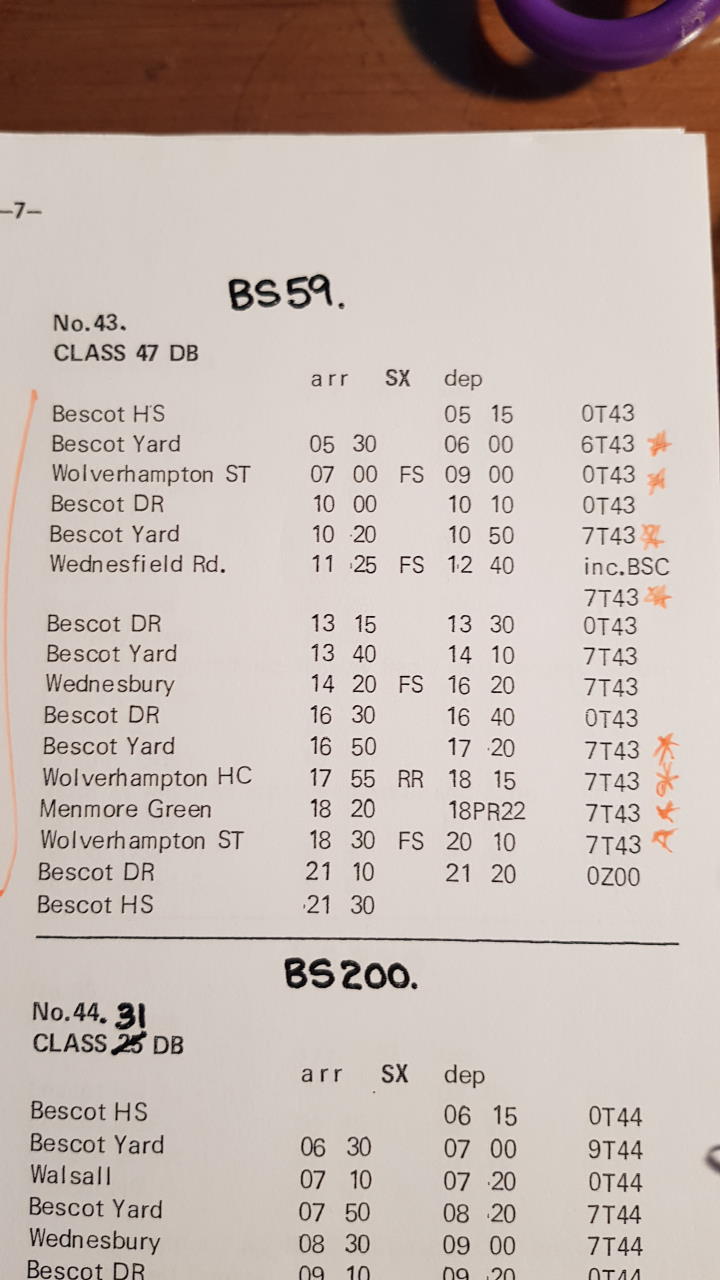 –7–
BS59.
No.43.
CLASS 47 DB
arr SX dep
Bescot HS 05 15 0T43
Bescot Yard 05 30 06 00 6T43
Wolverhampton ST 07 00 FS 09 00 0T43
Bescot DR 10 00 10 10 0T43
Bescot Yard 10 20 10 50 7T43
Wednesfield Rd. 11 25 FS 12 40 inc.BSC
7T43
Bescot DR 13 15 13 30 0T43
Bescot Yard 13 40 14 10 7T43
Wednesbury 14 20 FS 16 20 7T43
Bescot DR 16 30 16 40 0T43
Bescot Yard 16 50 17 20 7T43
Wolverhampton HC 17 55 RR 18 15 7T43
Menmore Green 18 20 18PR22 7T43
Wolverhampton ST 18 30 FS 20 10 7T43
Bescot DR 21 10 21 20 0Z00
Bescot HS 21 30
BS200.
No.44. 31
CLASS 25 DB
arr SX dep
Bescot HS 06 15 0T44
Bescot Yard 06 30 07 00 9T44
Walsall 07 10 07 20 0T44
Bescot Yard 07 50 08 20 7T44
Wednesbury 08 30 09 00 7T44
Bescot DR 09 10 09 20 0T44